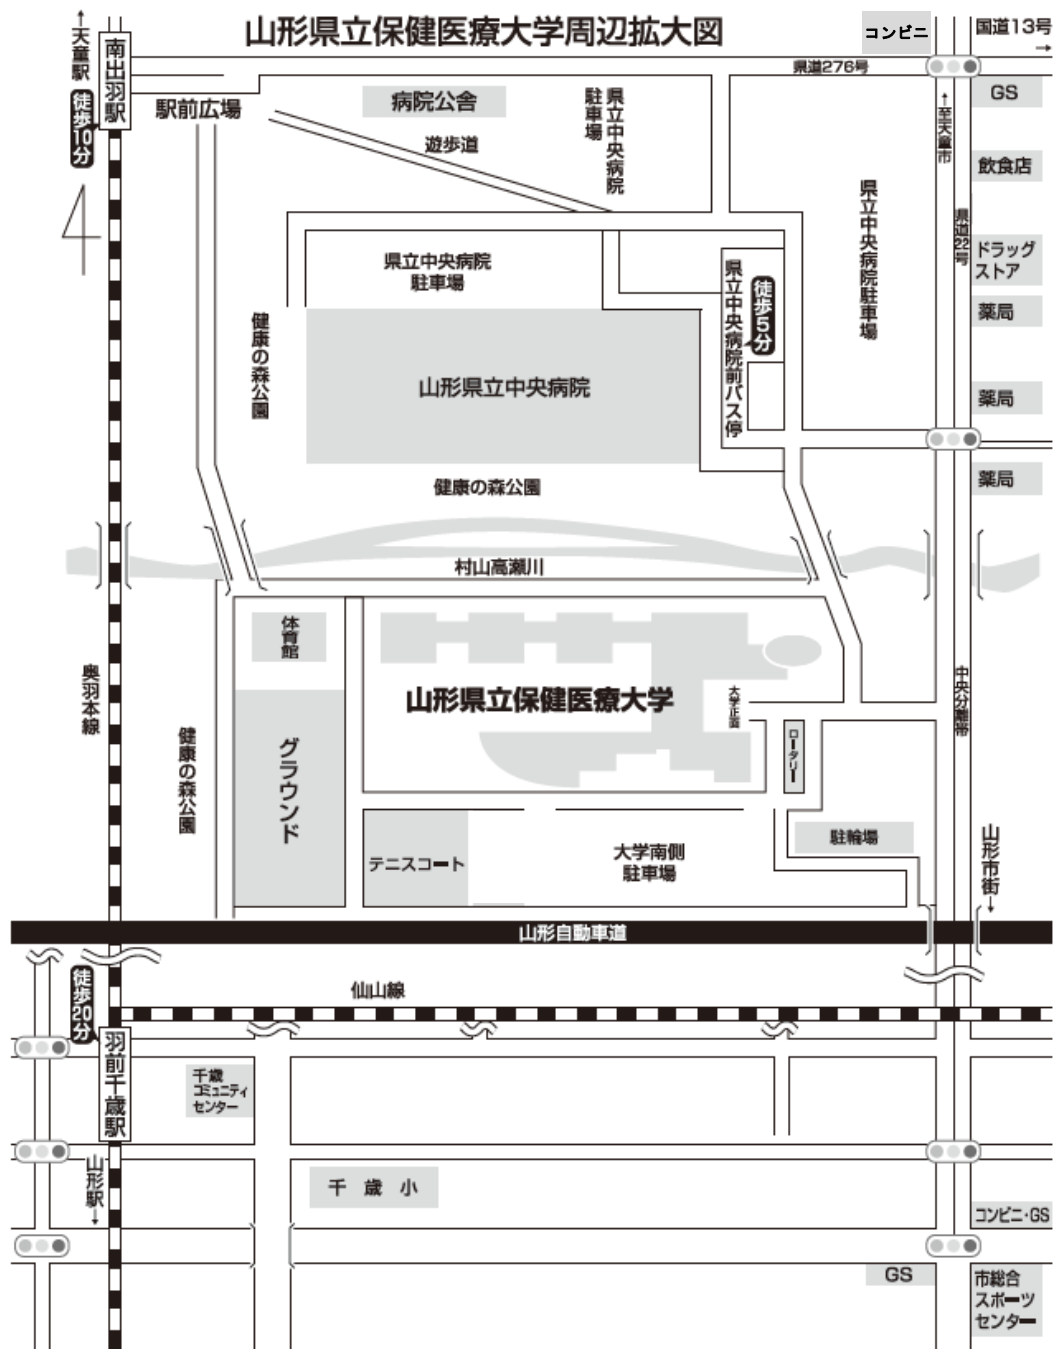 山形県立保健医療大学周辺拡大図
コンビニ
国道13号
→
↑天童駅
南出羽駅
徒歩10分
県道276号
駅前広場
病院公舎
遊歩道
県立中央病院
駐車場
↑至天童市
GS
飲食店
県道22号
ドラッグ
ストア
薬局
県立中央病院駐車場
県立中央病院
駐車場
県立中央病院前バス停
徒歩5分
健康の森公園
山形県立中央病院
薬局
薬局
健康の森公園
村山高瀬川
体育館
山形県立保健医療大学
大学正面
ロータリー
奥羽本線
中央分離帯
健康の森公園
グラウンド
テニスコート
大学南側
駐車場
駐輪場
山形市街↓
山形自動車道
徒歩20分
仙山線
羽前千歳駅
千歳
コミュニティ
センター
山形駅↓
千歳小
コンビニ・GS
GS
市総合
スポーツ
センター